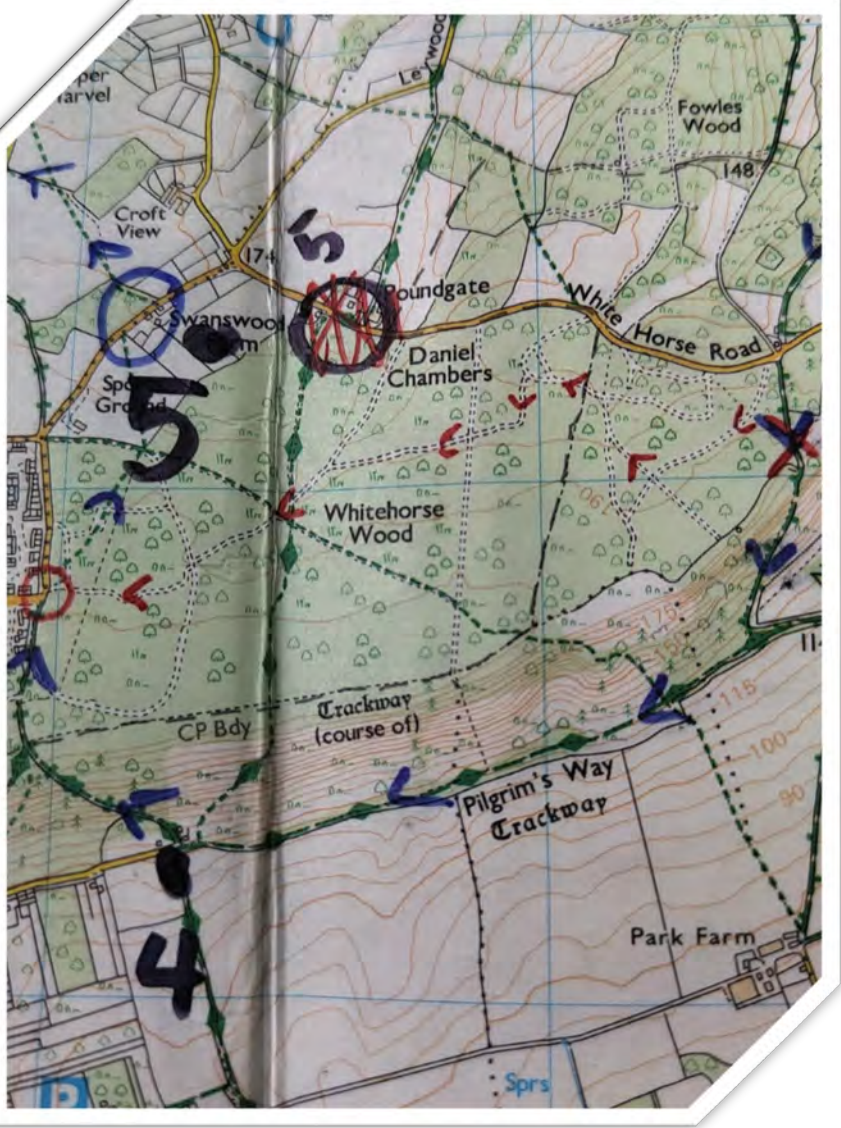 Leywood
Fowles
Wood
148
Croft
View
174
5
Poundgate
White Horse Road
Daniel
Chambers
5
190
Whitehorse
Wood
175
150
115
Trackway
(course of)
CP Bdy
100
Pilgrim's Way
Trackway
90
4
Park Farm
Sprs
P